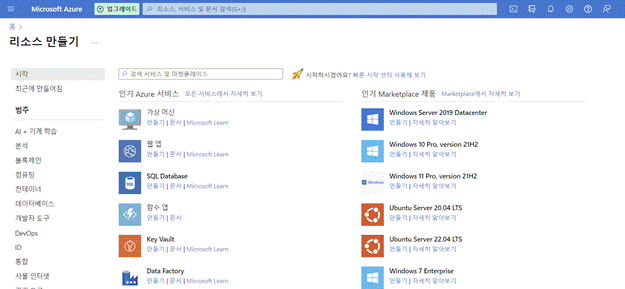 Microsoft Azure
업그레이드
리소스, 서비스 및 문서 검색(G+/)
홈 >
리소스 만들기 ...
시작
최근에 만들어짐
범주
AI + 기계 학습
분석
블록체인
컴퓨팅
컨테이너
데이터베이스
개발자 도구
DevOps
ID
통합
사물 인터넷
검색 서비스 및 마켓플레이스
시작하시겠어요? 빠른 시작 센터 사용해 보기
인기 Azure 서비스 모든 서비스에서 자세히 보기
가상 머신
만들기 | 문서 | Microsoft Learn
웹 앱
만들기 | 문서 | Microsoft Learn
SQL Database
만들기 | 문서 | Microsoft Learn
함수 앱
만들기 | 문서
Key Vault
만들기 | 문서 | Microsoft Learn
Data Factory
만들기 | 문서 | Microsoft Learn
인기 Marketplace 제품 Marketplace에서 자세히 보기
Windows Server 2019 Datacenter
만들기 | 자세히 알아보기
Windows 10 Pro, version 21H2
만들기 | 자세히 알아보기
Windows 11 Pro, version 21H2
만들기 | 자세히 알아보기
Ubuntu Server 20.04 LTS
만들기 | 자세히 알아보기
Ubuntu Server 22.04 LTS
만들기 | 자세히 알아보기
Windows 7 Enterprise
만들기 | 자세히 알아보기